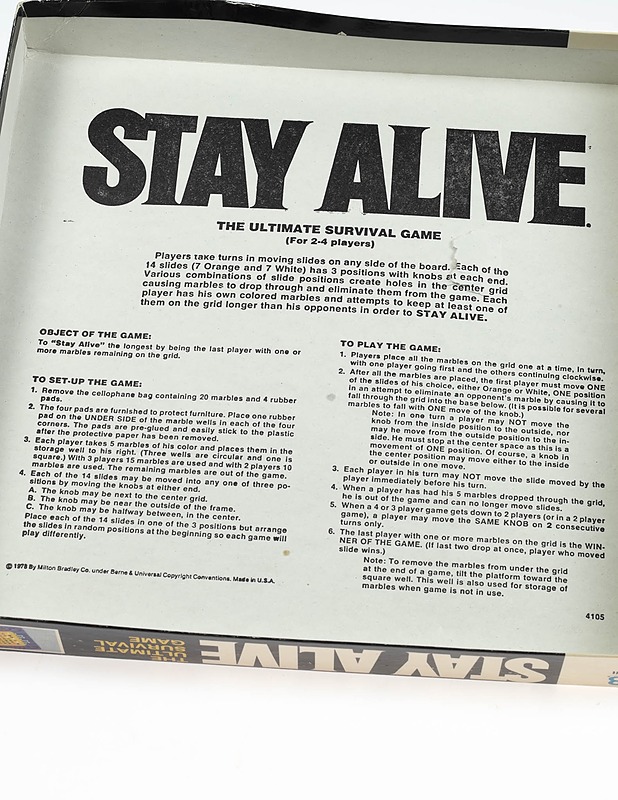 STAY ALIVE.
THE ULTIMATE SURVIVAL GAME
(For 2-4 players)
Players take turns in moving slides on any side of the board. Each of the
14 slides (7 Orange and 7 White) has 3 positions with knobs at each end.
Various combinations of slide positions create holes in the center grid
causing marbles to drop through and eliminate them from the game. Each
player has his own colored marbles and attempts to keep at least one of
them on the grid longer than his opponents in order to STAY ALIVE.
OBJECT OF THE GAME:
To "Stay Alive" the longest by being the last player with one or
more marbles remaining on the grid.
TO SET-UP THE GAME:
1. Remove the cellophane bag containing 20 marbles and 4 rubber
pads.
2. The four pads are furnished to protect furniture. Place one rubber
pad on the UNDER SIDE of the marble wells in each of the four
corners. The pads are pre-glued and easily stick to the plastic
after the protective paper has been removed.
3. Each player takes 5 marbles of his color and places them in the
storage well to his right. (Three wells are circular and one is
square.) With 3 players 15 marbles are used and with 2 players 10
marbles are used. The remaining marbles are out of the game.
4. Each of the 14 slides may be moved into any one of three po-
sitions by moving the knobs at either end.
A. The knob may be next to the center grid.
B. The knob may be near the outside of the frame.
C. The knob may be halfway between, in the center.
Place each of the 14 slides in one of the 3 positions but arrange
the slides in random positions at the beginning so each game will
play differently.
© 1978 By Milton Bradley Co. under Berne & Universal Copyright Conventions. Made in U.S.A.
TO PLAY THE GAME:
1. Players place all the marbles on the grid one at a time, in turn,
with one player going first and the others continuing clockwise.
2. After all the marbles are placed, the first player must move ONE
of the slides of his choice, either Orange or White, ONE position
in an attempt to eliminate an opponent's marble by causing it to
fall through the grid into the base below. (It is possible for several
marbles to fall with ONE move of the knob.)
Note: In one turn a player may NOT move the
knob from the inside position to the outside, nor
may he move from the outside position to the in-
side. He must stop at the center space as this is a
movement of ONE position. Of course, a knob in
the center position may move either to the inside
or outside in one move.
3. Each player in his turn may NOT move the slide moved by the
player immediately before his turn.
4. When a player has had his 5 marbles dropped through the grid,
he is out of the game and can no longer move slides.
5. When a 4 or 3 player game gets down to 2 players (or in a 2 player
game), a player may move the SAME KNOB on 2 consecutive
turns only.
6. The last player with one or more marbles on the grid is the WIN-
NER OF THE GAME. (If last two drop at once, player who moved
slide wins.)
Note: To remove the marbles from under the grid
at the end of a game, tilt the platform toward the
square well. This well is also used for storage of
marbles when game is not in use.
4105
STAY ALIVE
THE
ULTIMATE
SURVIVAL
GAME